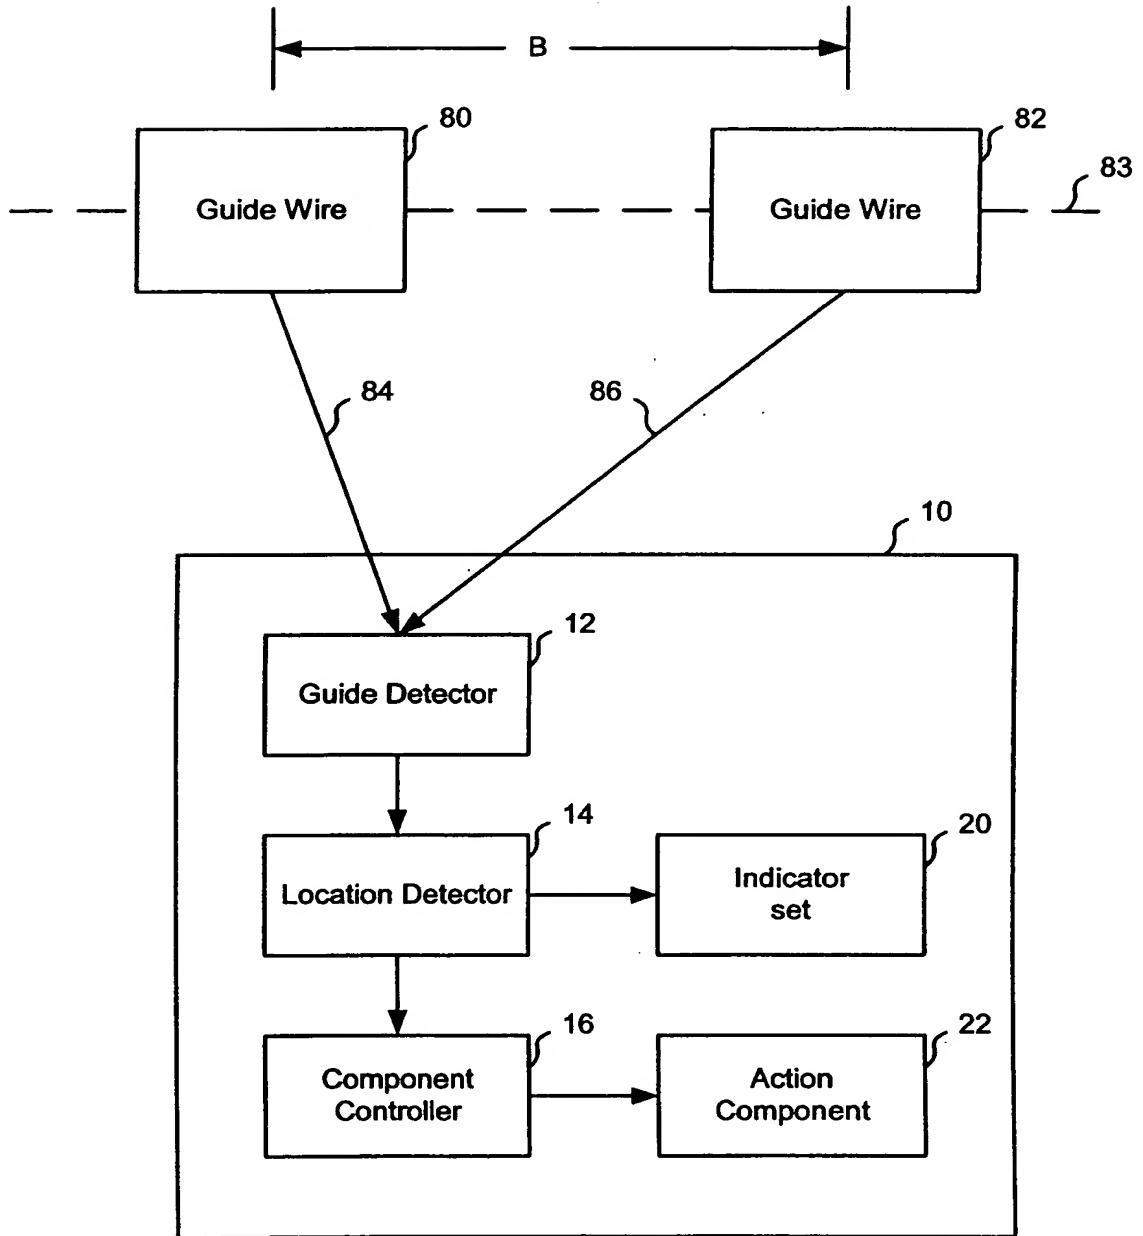 B
80
82
83
Guide Wire
Guide Wire
84
86
10
12
Guide Detector
14
20
Location Detector
Indicator
set
16
22
Component
Controller
Action
Component